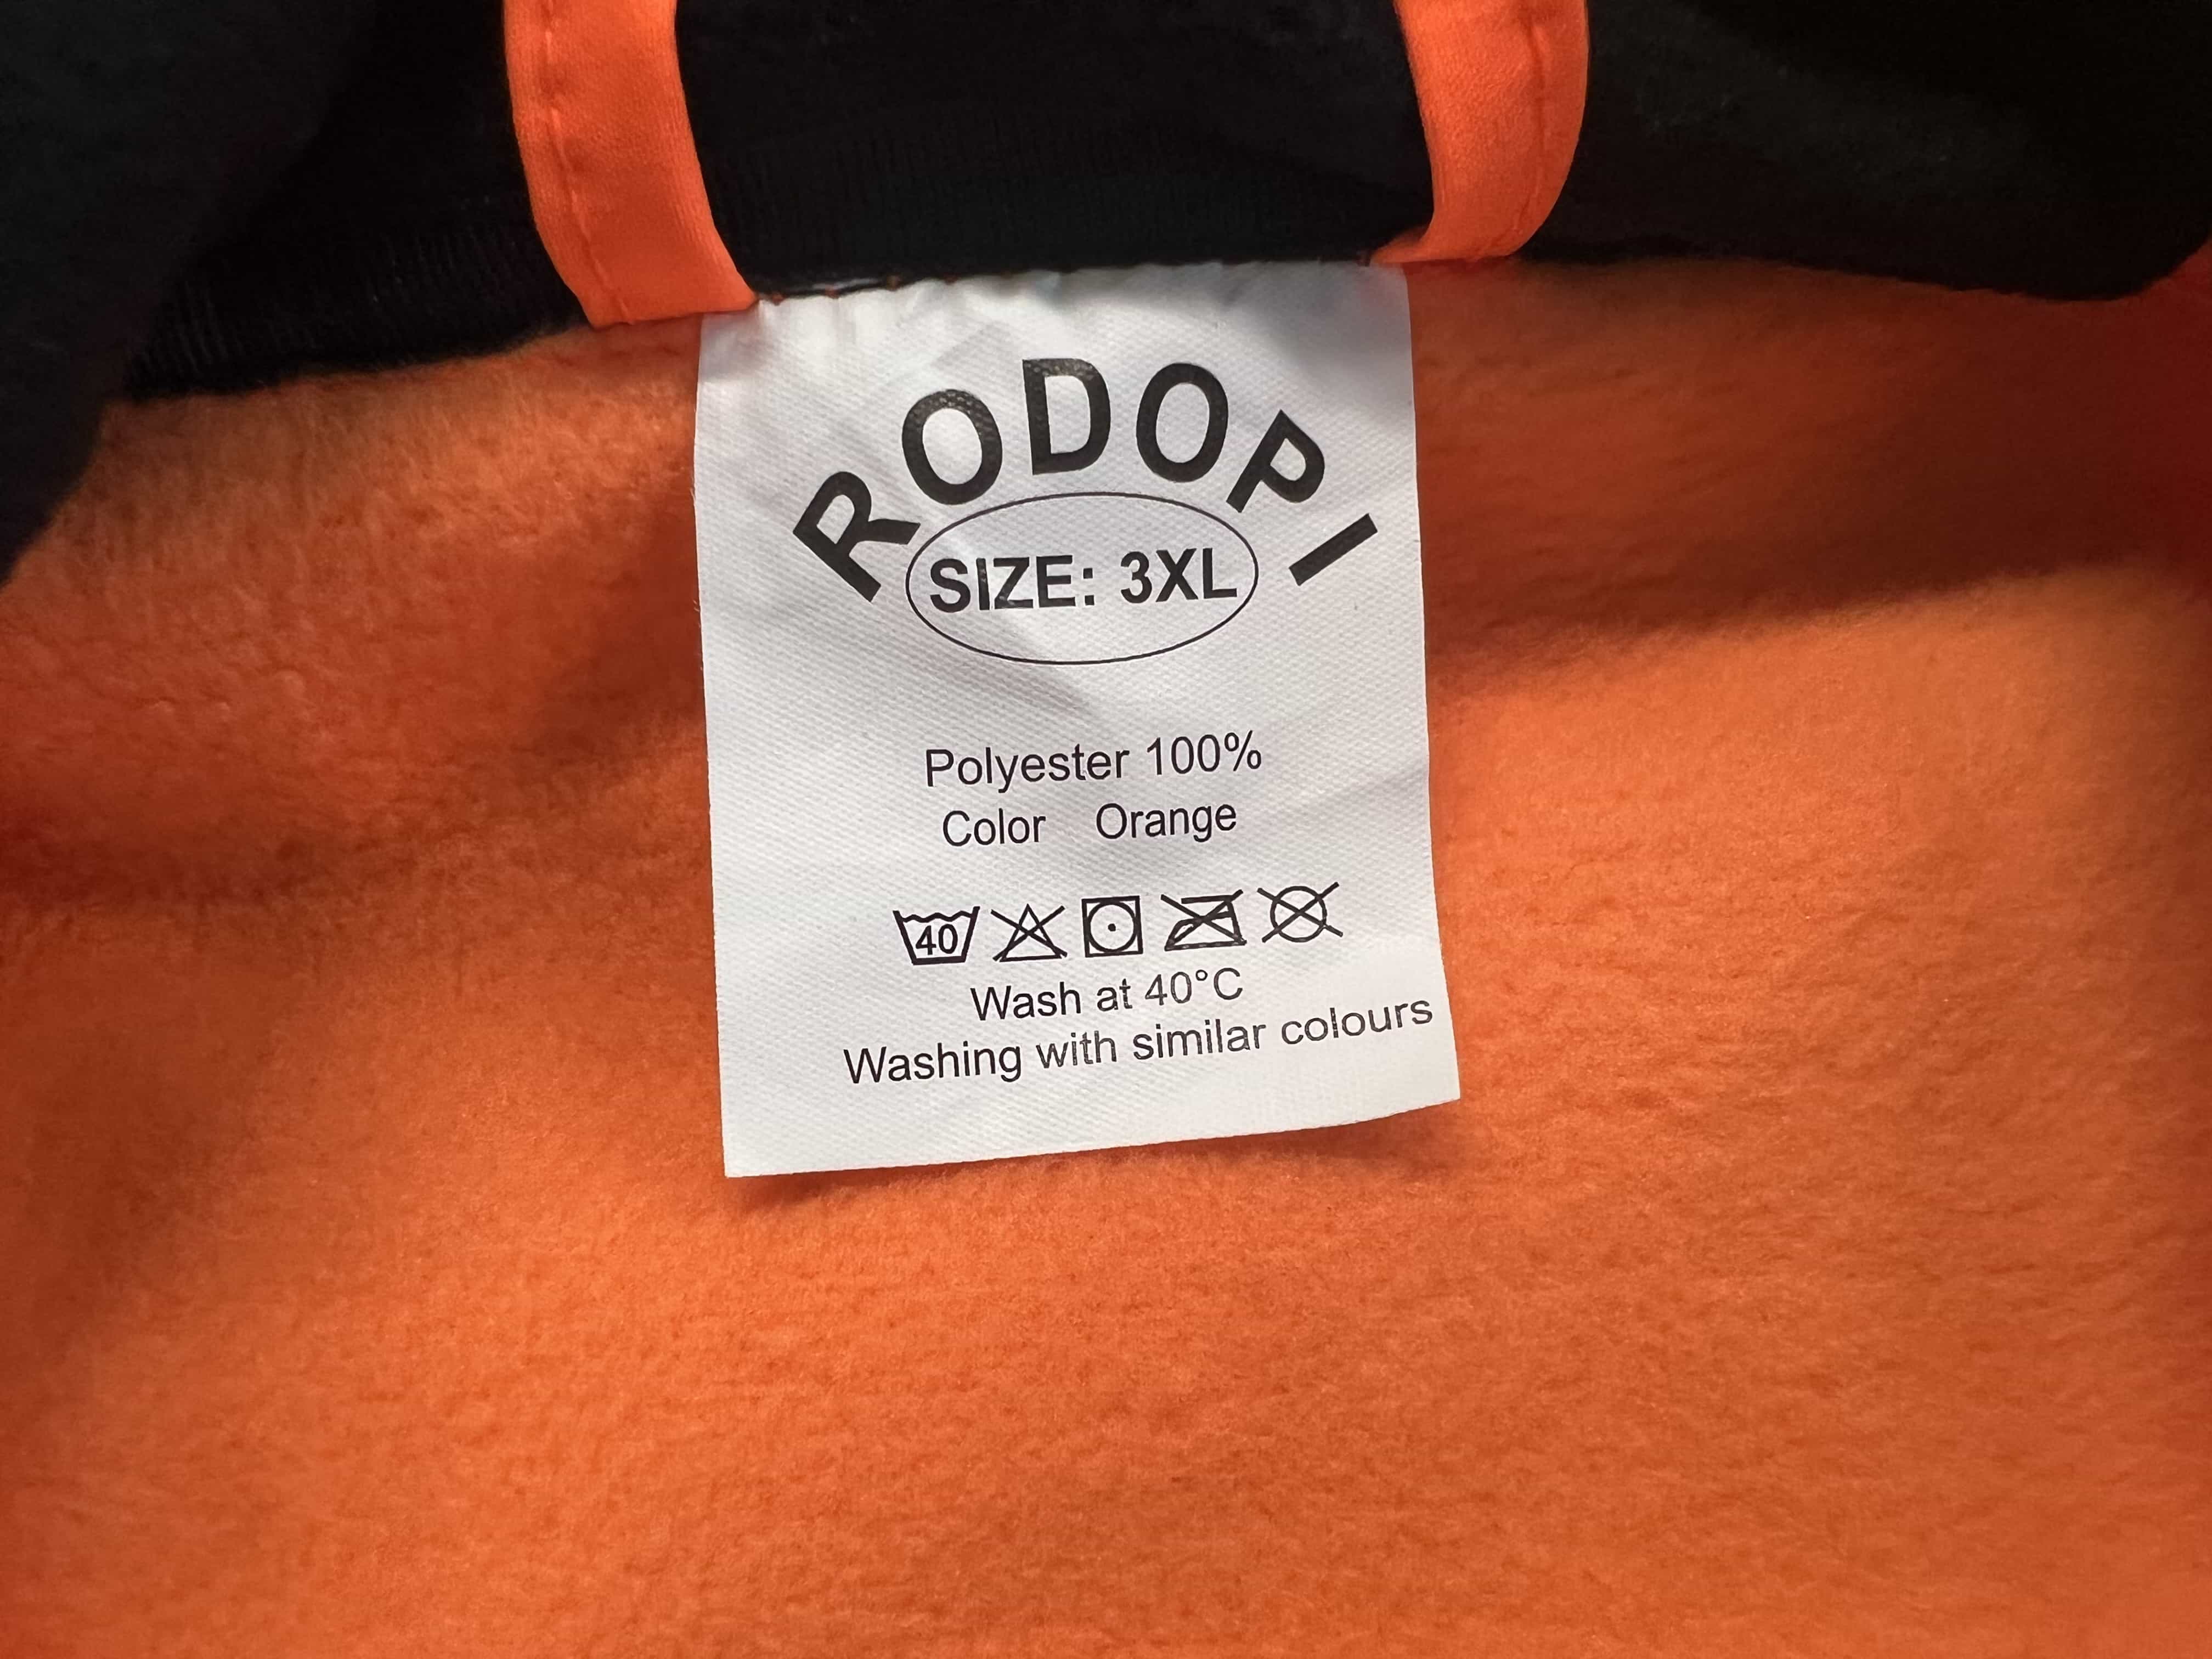 RODOPI
SIZE: 3XL
Polyester 100%
Color Orange
40
Wash at 40°C
Washing with similar colours